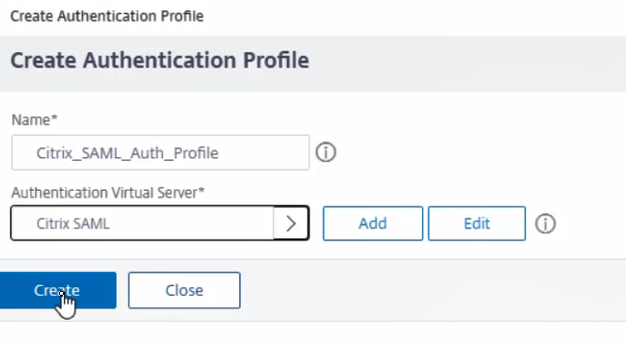 Create Authentication Profile
Create Authentication Profile
Name*
Citrix_SAML_Auth_Profile
Authentication Virtual Server*
Citrix SAML > Add Edit
Create Close